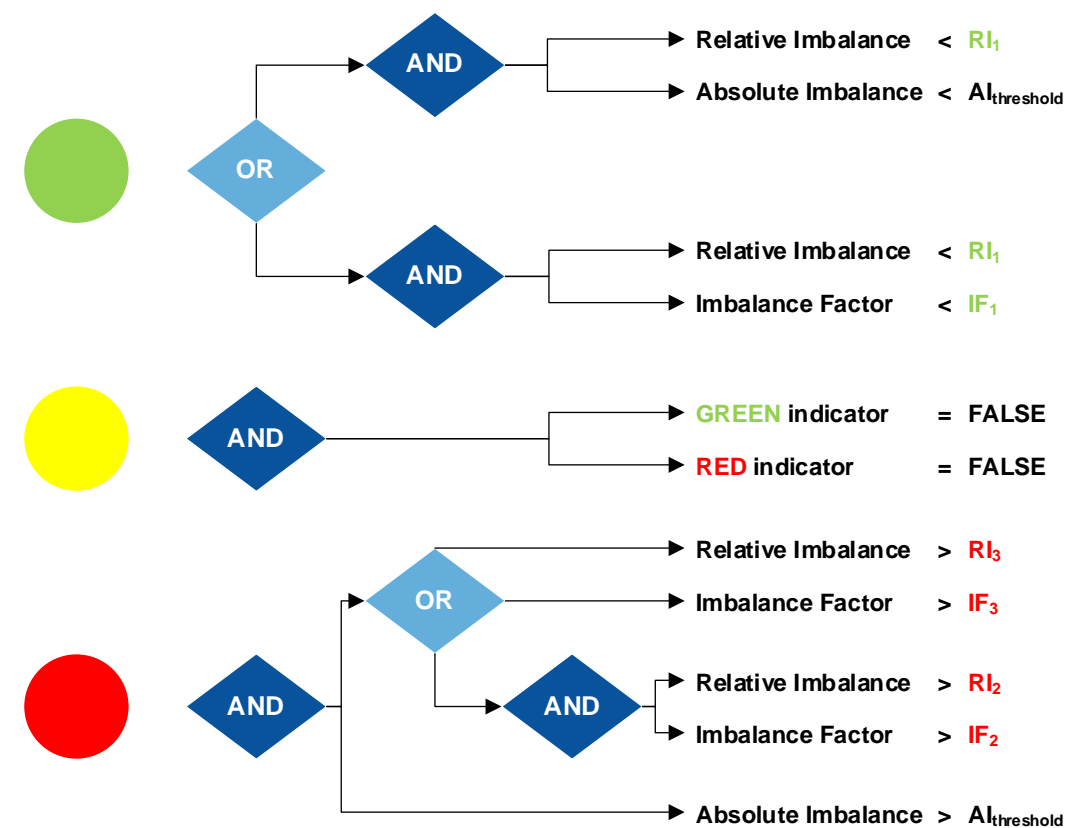 AND
Relative Imbalance < RI₁
Absolute Imbalance < AIₜₕᵣₑₛₕₒₗd
OR
AND
Relative Imbalance < RI₁
Imbalance Factor < IF₁
AND
GREEN indicator = FALSE
RED indicator = FALSE
OR
Relative Imbalance > RI₃
Imbalance Factor > IF₃
AND
AND
Relative Imbalance > RI₂
Imbalance Factor > IF₂
Absolute Imbalance > AIₜₕᵣₑₛₕₒₗd